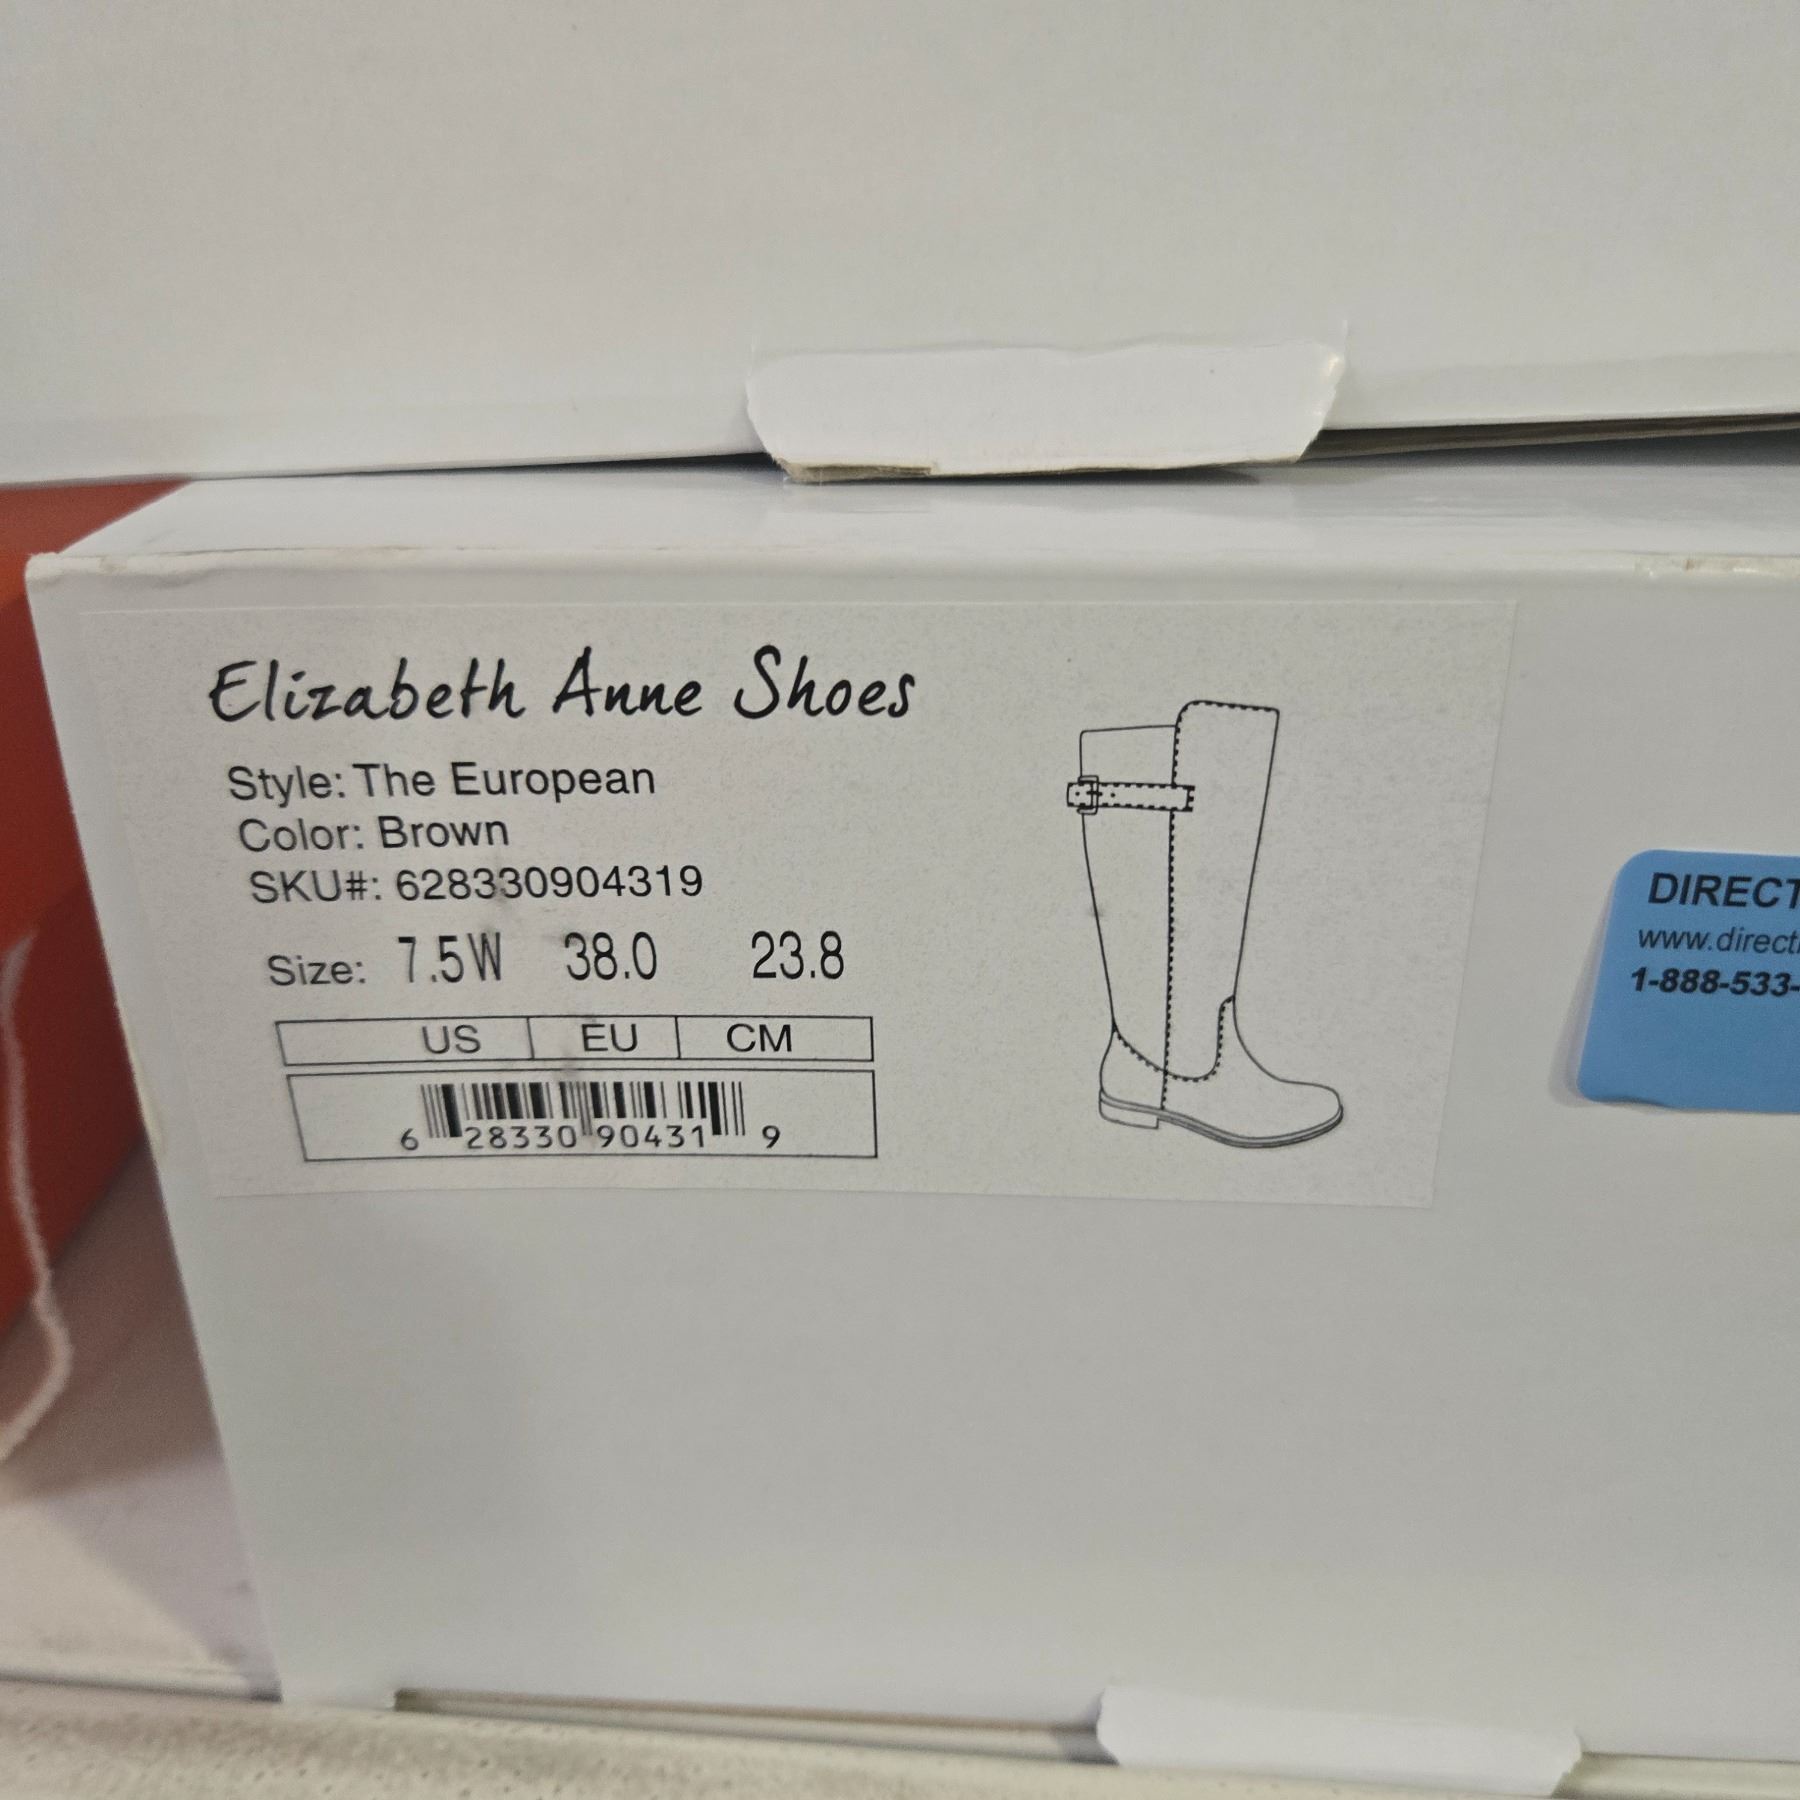 Elizabeth Anne Shoes
Style: The European
Color: Brown
SKU#: 628330904319
Size: 7.5W 38.0 23.8
US EU CM
6 28330 90431 9
DIRECT
www.direct
1-888-533-